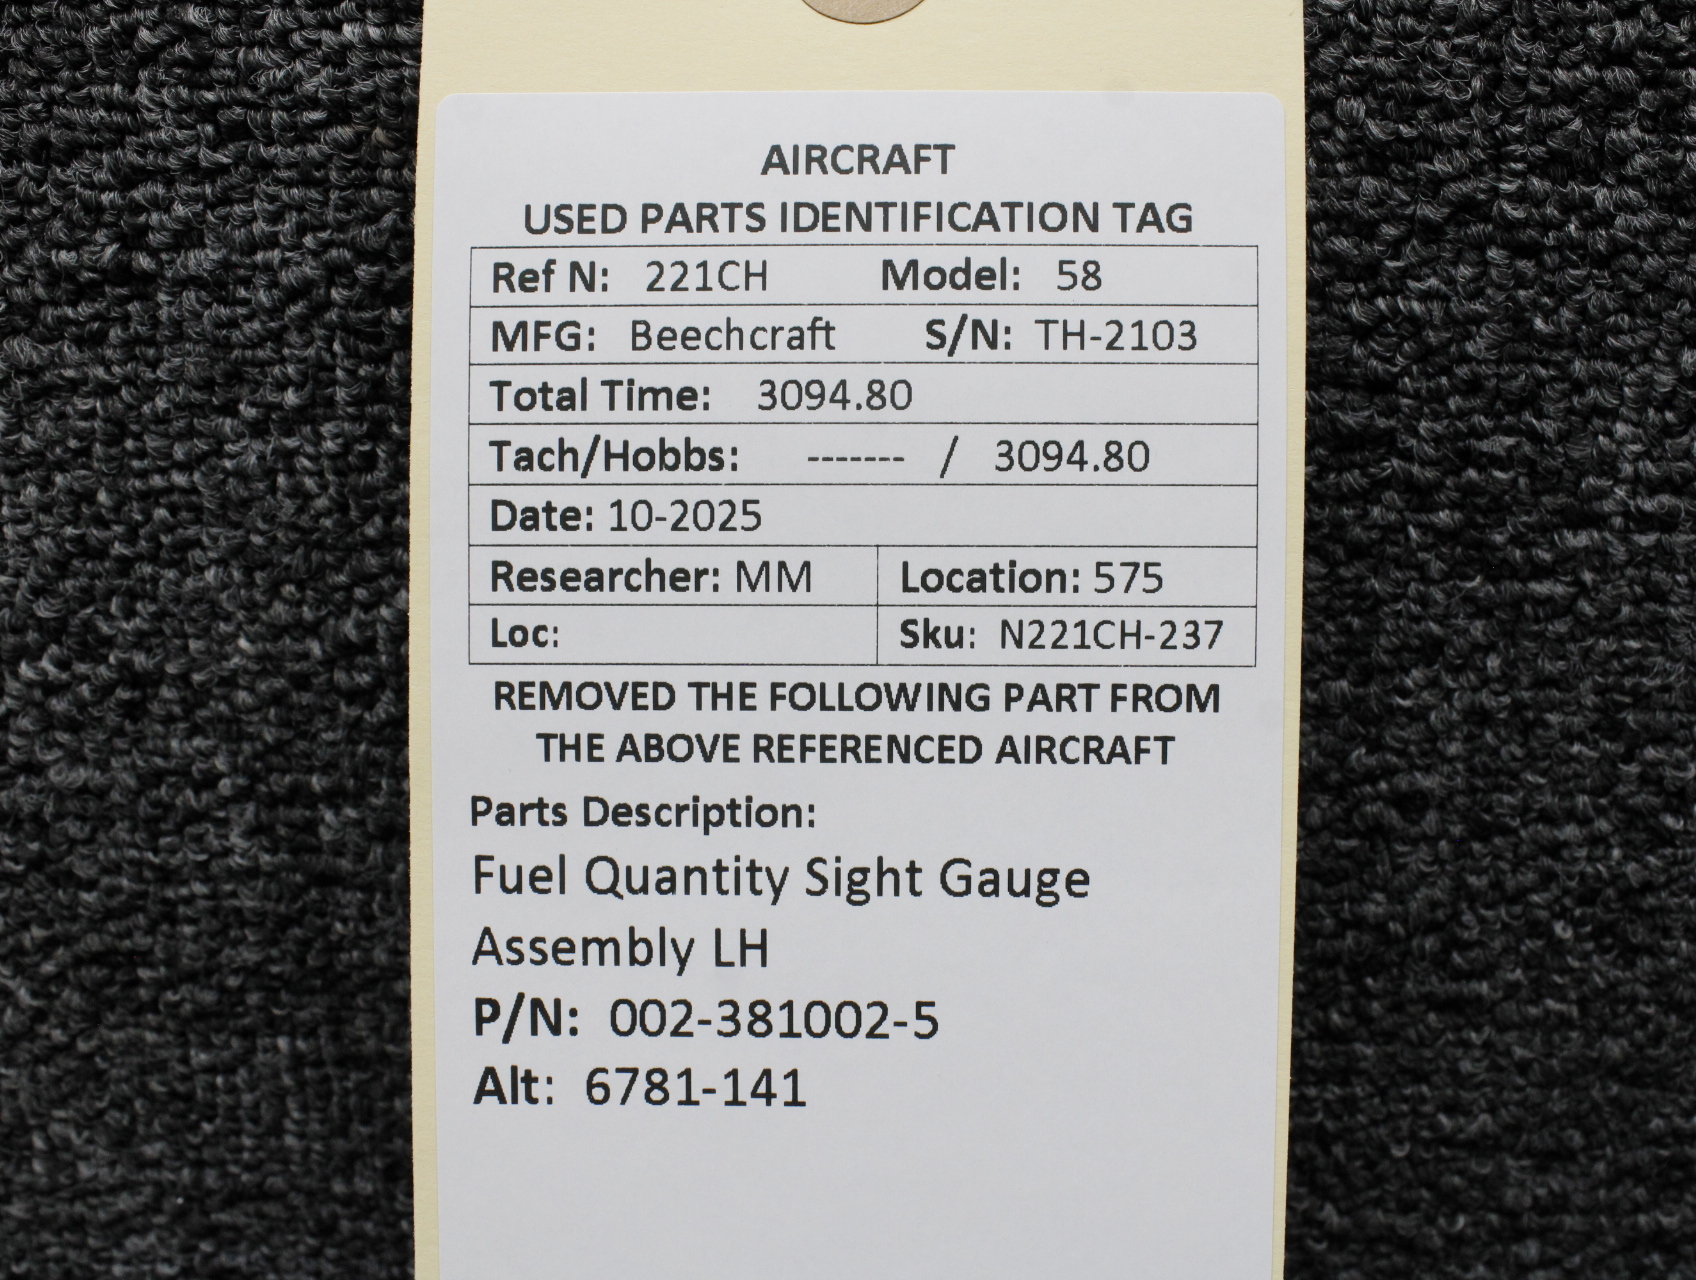 AIRCRAFT
USED PARTS IDENTIFICATION TAG
Ref N: 221CH Model: 58
MFG: Beechcraft S/N: TH-2103
Total Time: 3094.80
Tach/Hobbs: ------- / 3094.80
Date: 10-2025
Researcher: MM Location: 575
Loc: Sku: N221CH-237
REMOVED THE FOLLOWING PART FROM
THE ABOVE REFERENCED AIRCRAFT
Parts Description:
Fuel Quantity Sight Gauge
Assembly LH
P/N: 002-381002-5
Alt: 6781-141